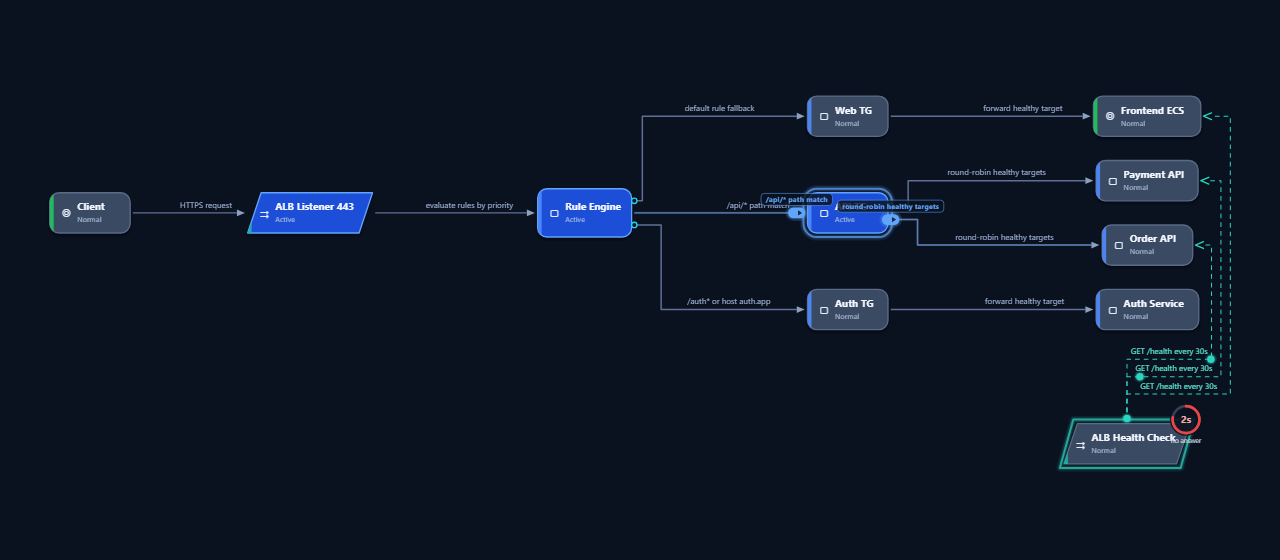 default rule fallback
Web TG
Normal
forward healthy target
Frontend ECS
Normal
round-robin healthy targets
Payment API
Normal
Client
Normal
HTTPS request
ALB Listener 443
Active
evaluate rules by priority
Rule Engine
Active
/api/* path match
/api/* path match
round-robin healthy targets
Active
round-robin healthy targets
Order API
Normal
/auth* or host auth.app
Auth TG
Normal
forward healthy target
Auth Service
Normal
GET /health every 30s
GET /health every 30s
GET /health every 30s
2s
no answer
ALB Health Check
Normal